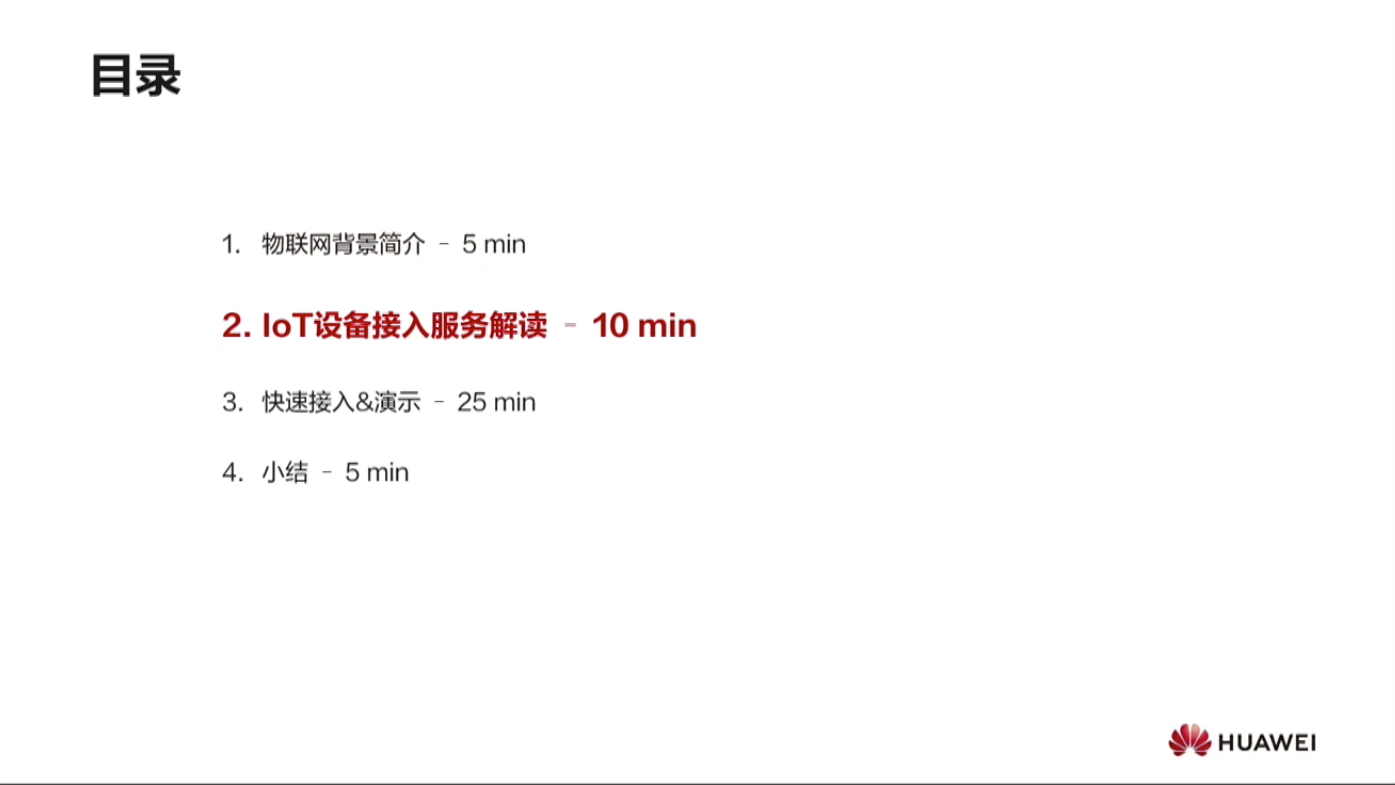 目录
1. 物联网背景简介 - 5 min
2. IoT设备接入服务解读 - 10 min
3. 快速接入&演示 - 25 min
4. 小结 - 5 min
HUAWEI